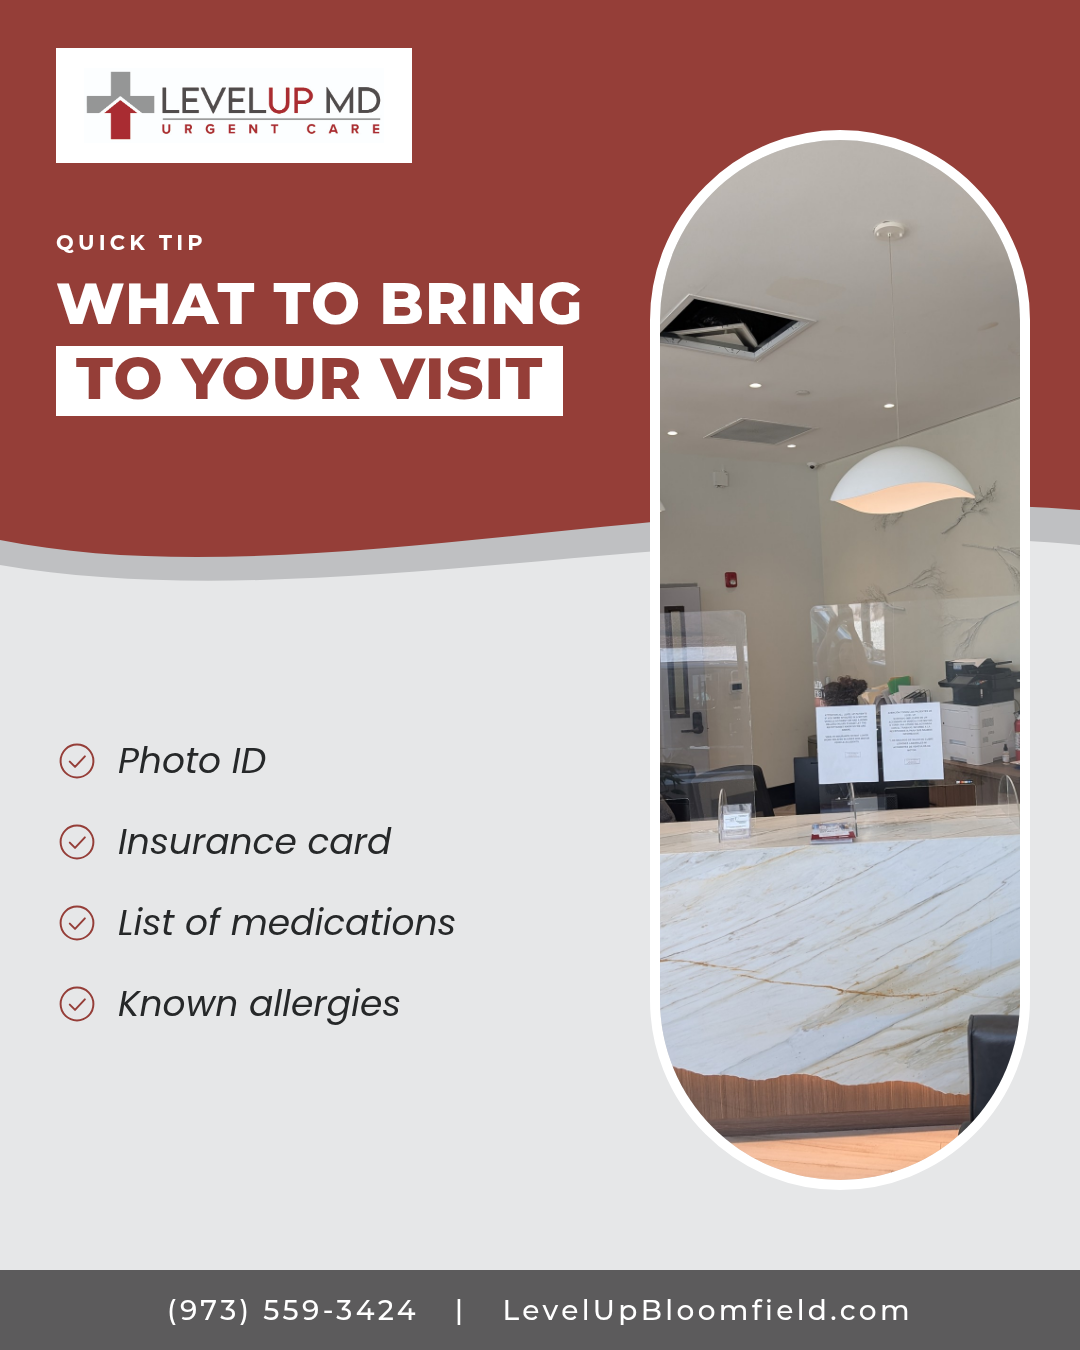 LEVELUP MD
URGENT CARE
QUICK TIP
WHAT TO BRING
TO YOUR VISIT
Photo ID
Insurance card
List of medications
Known allergies
(973) 559-3424 | LevelUpBloomfield.com